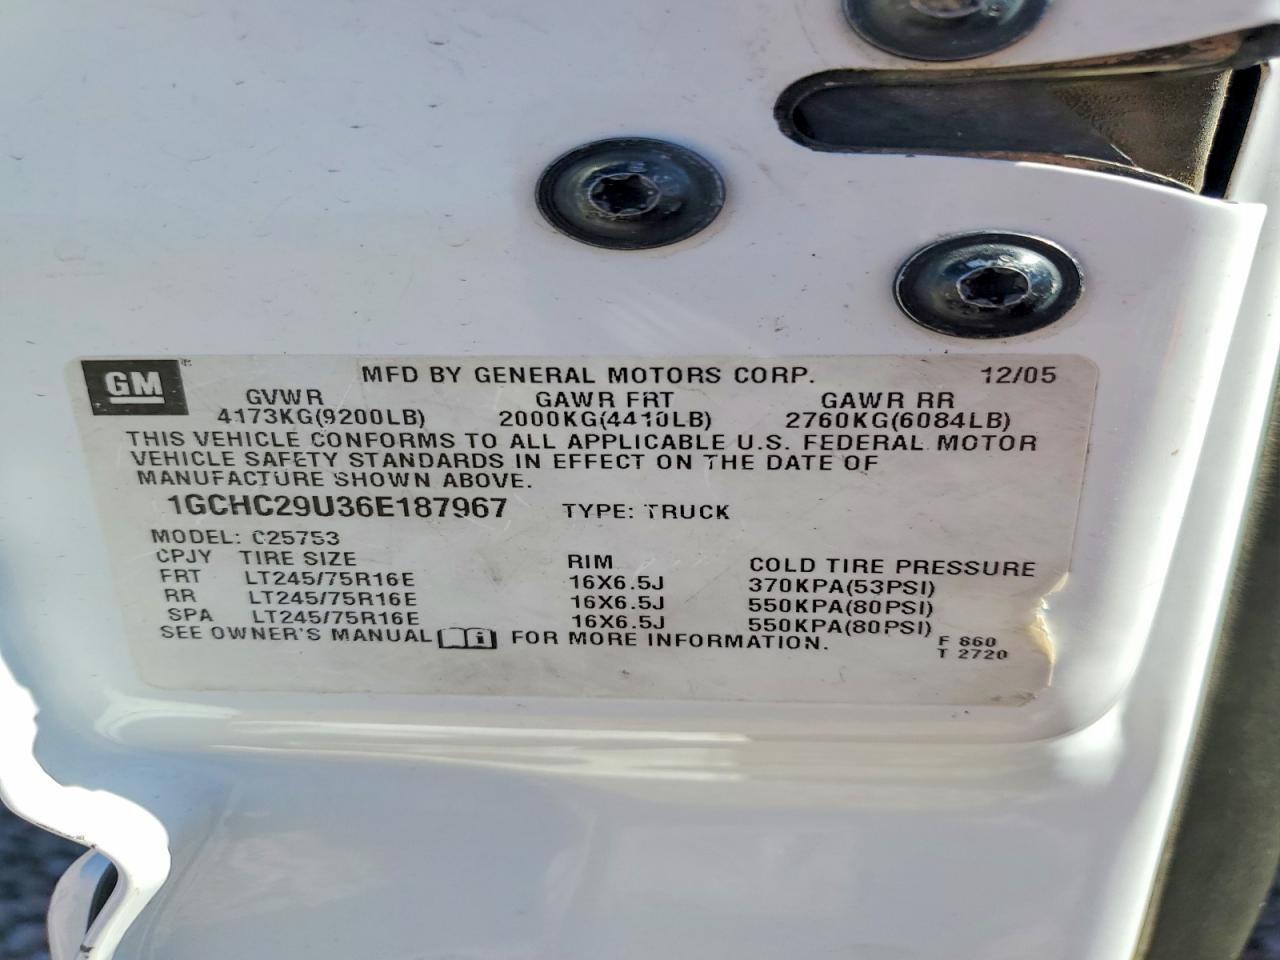 GM MFD BY GENERAL MOTORS CORP. 12/05
GVWR GAWR FRT GAWR RR
4173KG(9200LB) 2000KG(4410LB) 2760KG(6084LB)
THIS VEHICLE CONFORMS TO ALL APPLICABLE U.S. FEDERAL MOTOR
VEHICLE SAFETY STANDARDS IN EFFECT ON THE DATE OF
MANUFACTURE SHOWN ABOVE.
1GCHC29U36E187967 TYPE: TRUCK
MODEL: C25753
CPJY TIRE SIZE RIM COLD TIRE PRESSURE
FRT LT245/75R16E 16X6.5J 370KPA(53PSI)
RR LT245/75R16E 16X6.5J 550KPA(80PSI)
SPA LT245/75R16E 16X6.5J 550KPA(80PSI)
SEE OWNER'S MANUAL i FOR MORE INFORMATION.
F 860
T 2720